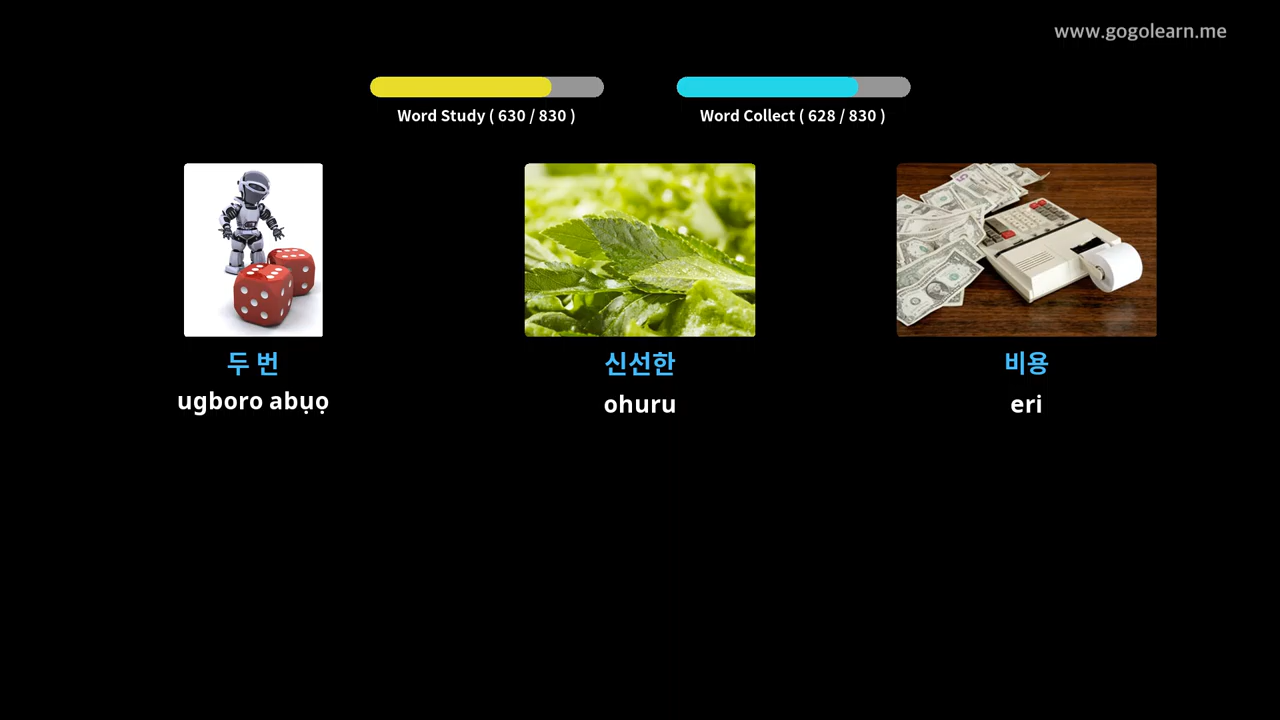 www.gogolearn.me
Word Study ( 630 / 830 )
Word Collect ( 628 / 830 )
두 번
신선한
비용
ugboro abụọ
ohuru
eri